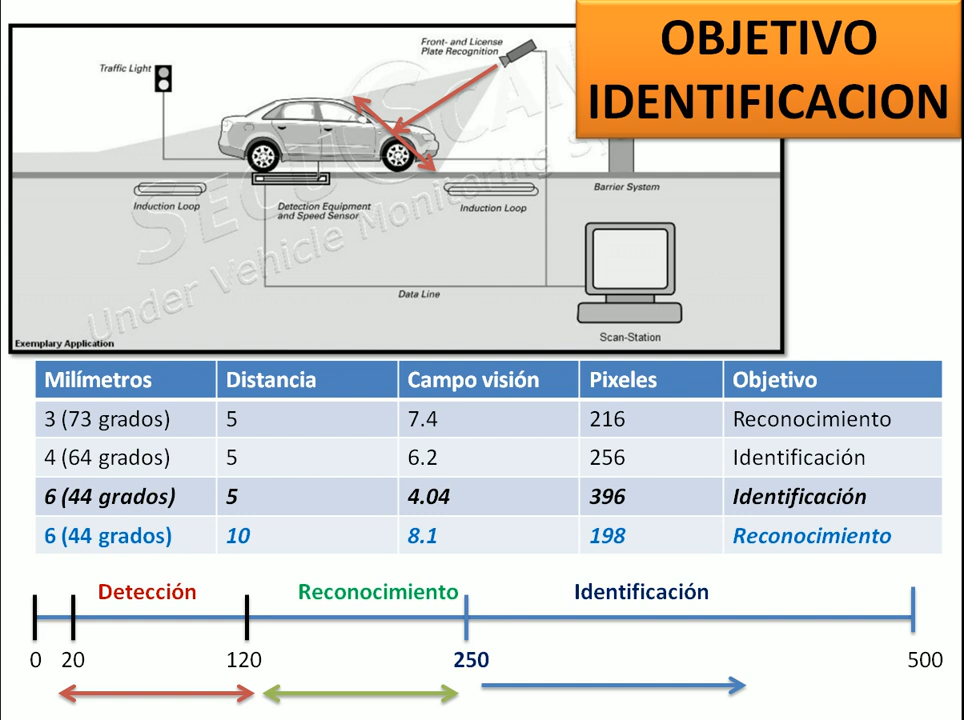 OBJETIVO
IDENTIFICACION
Front- and License
Plate Recognition
Traffic Light
Induction Loop
Detection Equipment
and Speed Sensor
Induction Loop
Barrier System
Data Line
Scan-Station
Exemplary Application
SecuScan
Under Vehicle Monitoring Sy
Milímetros Distancia Campo visión Pixeles Objetivo
3 (73 grados) 5 7.4 216 Reconocimiento
4 (64 grados) 5 6.2 256 Identificación
6 (44 grados) 5 4.04 396 Identificación
6 (44 grados) 10 8.1 198 Reconocimiento
Detección Reconocimiento Identificación
0 20 120 250 500